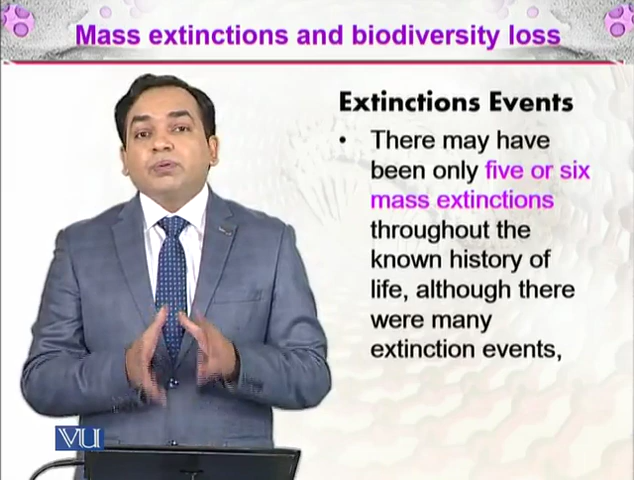 Mass extinctions and biodiversity loss
Extinctions Events
• There may have
been only five or six
mass extinctions
throughout the
known history of
life, although there
were many
extinction events,
VU